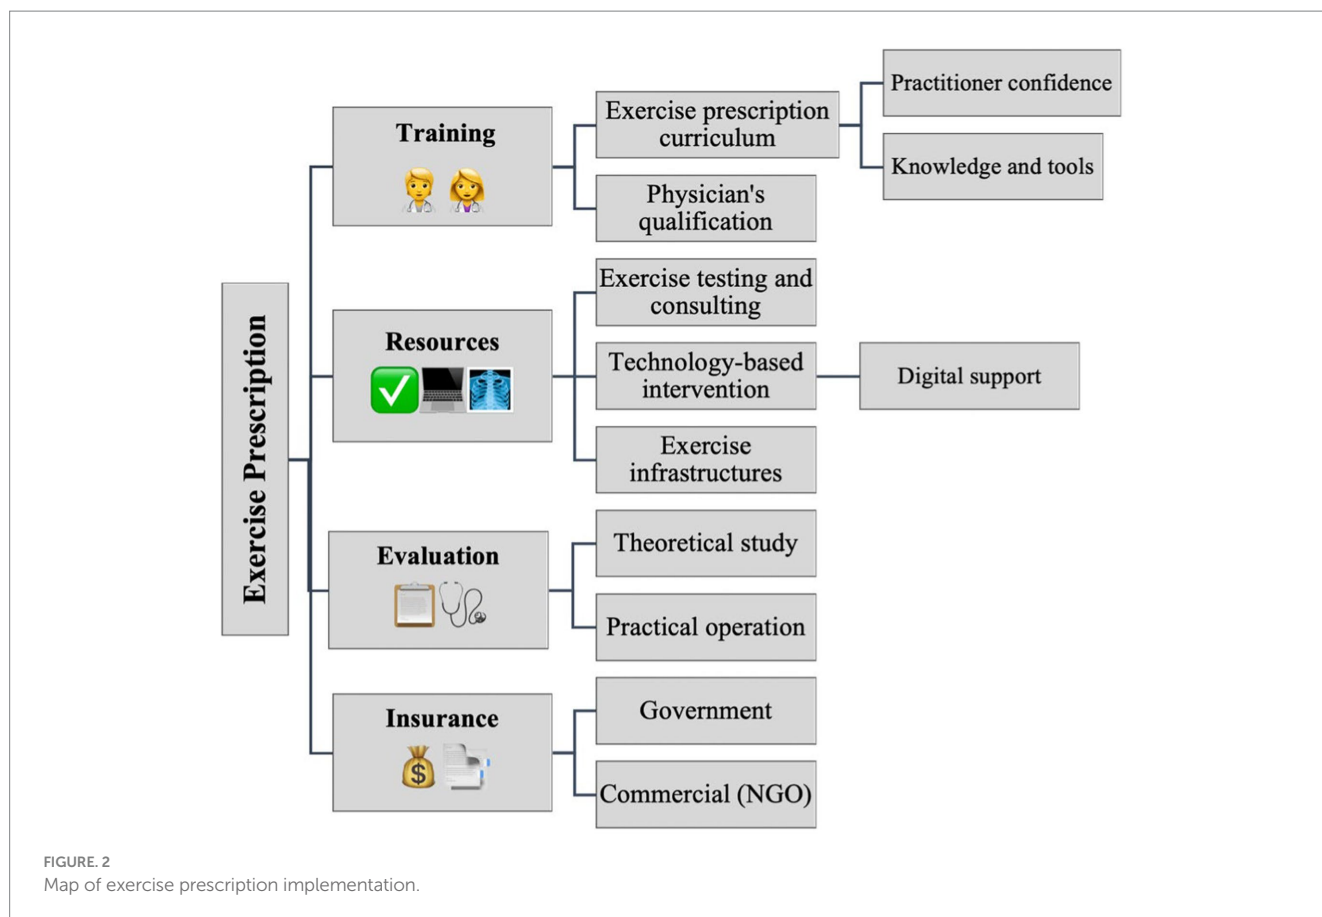 Exercise Prescription
Training
Exercise prescription
curriculum
Practitioner confidence
Knowledge and tools
Physician's
qualification
Resources
Exercise testing and
consulting
Technology-based
intervention
Digital support
Exercise
infrastructures
Evaluation
Theoretical study
Practical operation
Insurance
$
Government
Commercial (NGO)
FIGURE. 2
Map of exercise prescription implementation.